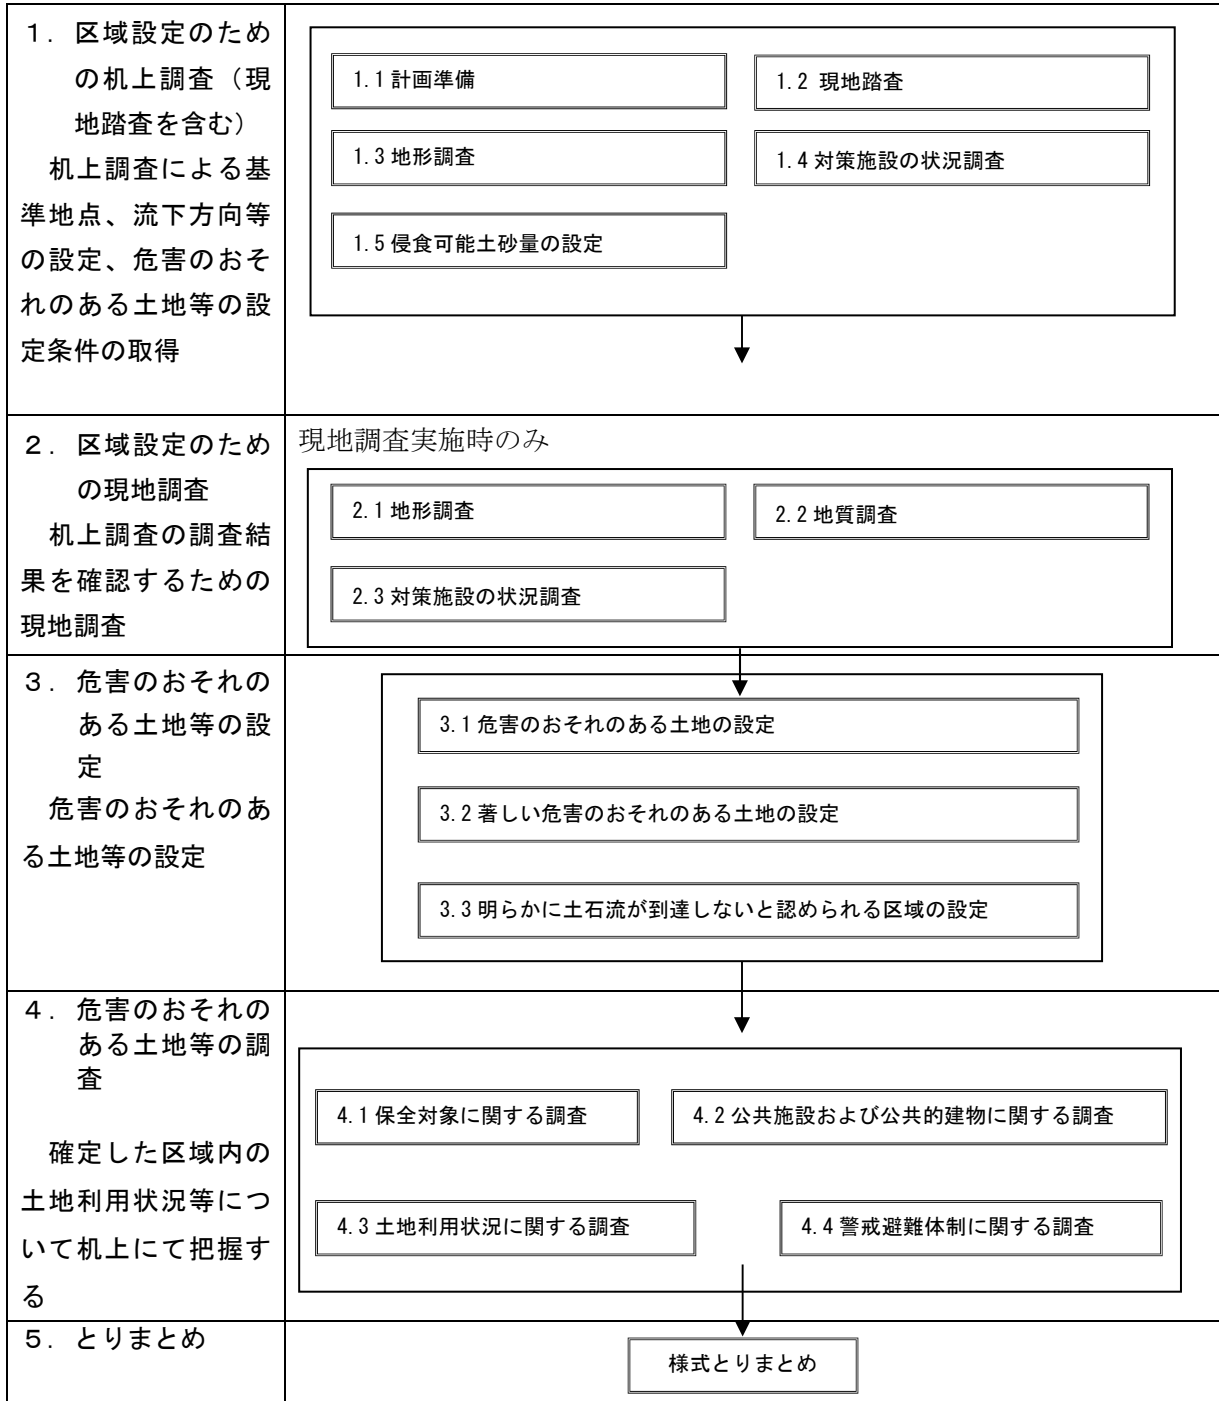 １．区域設定のため
の机上調査（現
地踏査を含む）
机上調査による基
準地点、流下方向等
の設定、危害のおそ
れのある土地等の設
定条件の取得
1.1計画準備
1.2 現地踏査
1.3地形調査
1.4対策施設の状況調査
1.5侵食可能土砂量の設定
２．区域設定のため
の現地調査
机上調査の調査結
果を確認するための
現地調査
現地調査実施時のみ
2.1地形調査
2.2地質調査
2.3対策施設の状況調査
３．危害のおそれの
ある土地等の設
定
危害のおそれのあ
る土地等の設定
3.1危害のおそれのある土地の設定
3.2著しい危害のおそれのある土地の設定
3.3明らかに土石流が到達しないと認められる区域の設定
４．危害のおそれの
ある土地等の調
査
確定した区域内の
土地利用状況等につ
いて机上にて把握す
る
4.1保全対象に関する調査
4.2公共施設および公共的建物に関する調査
4.3土地利用状況に関する調査
4.4警戒避難体制に関する調査
５．とりまとめ
様式とりまとめ